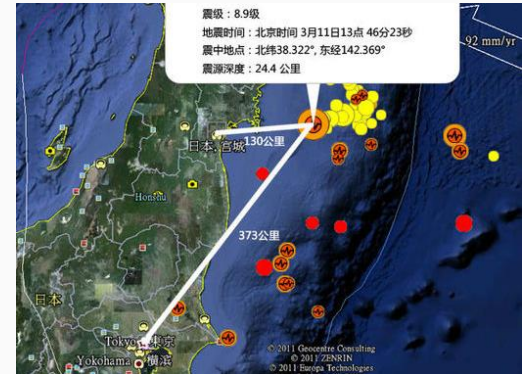 震级：8.9级
地震时间：北京时间 3月11日13点 46分23秒
震中地点：北纬38.322°, 东经142.369°
震源深度：24.4 公里
92 mm/yr
130公里
日本,宫城
Honshu
373公里
日本
Tokyo 東京
Yokohama 横滨
© 2011 Geocentre Consulting
© 2011 ZENRIN
© 2011 Europa Technologies